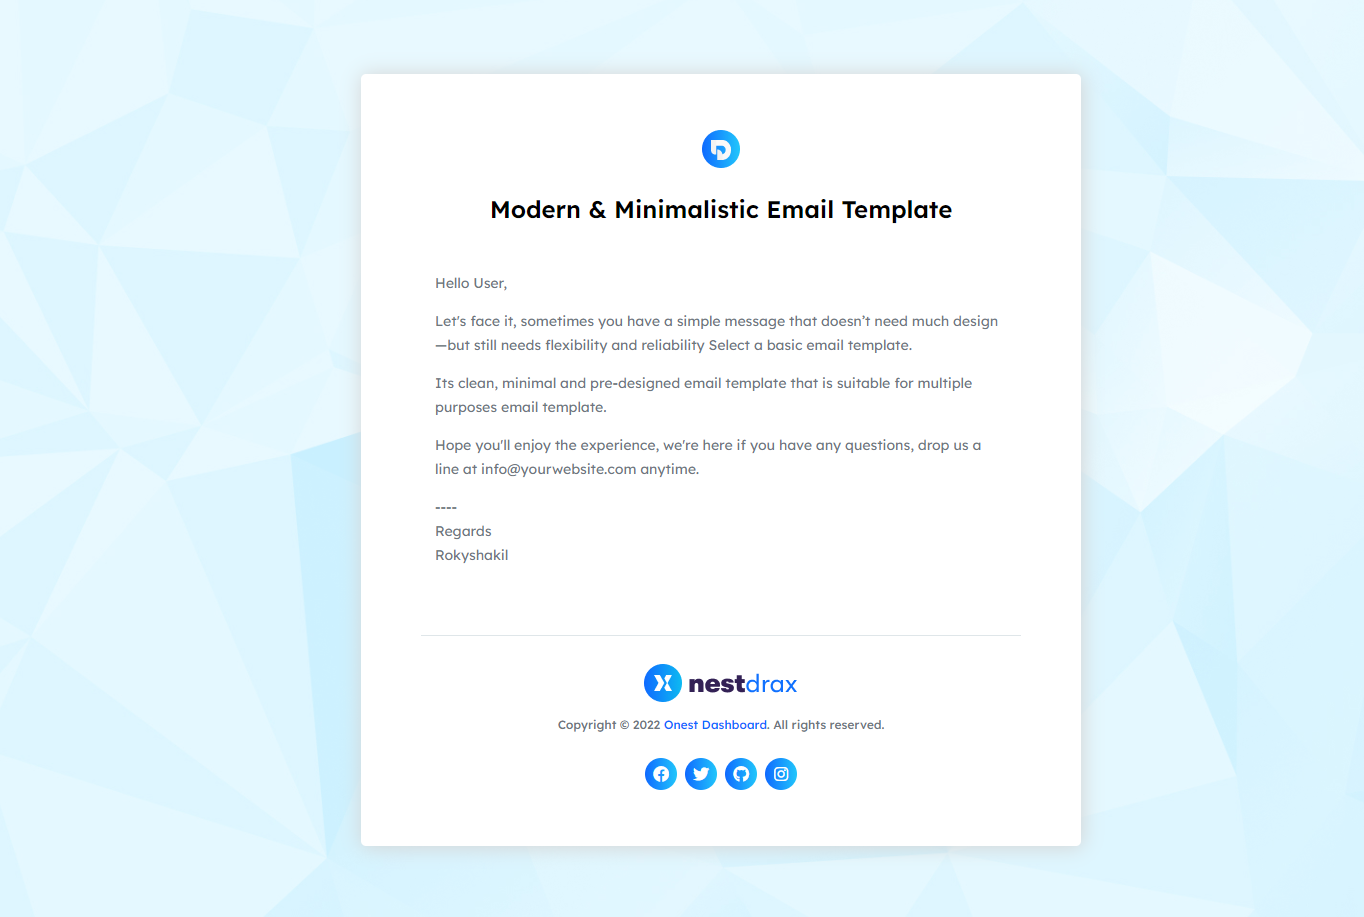 Modern & Minimalistic Email Template
Hello User,
Let's face it, sometimes you have a simple message that doesn’t need much design
—but still needs flexibility and reliability Select a basic email template.
Its clean, minimal and pre-designed email template that is suitable for multiple
purposes email template.
Hope you'll enjoy the experience, we're here if you have any questions, drop us a
line at info@yourwebsite.com anytime.
----
Regards
Rokyshakil
nestdrax
Copyright © 2022 Onest Dashboard. All rights reserved.